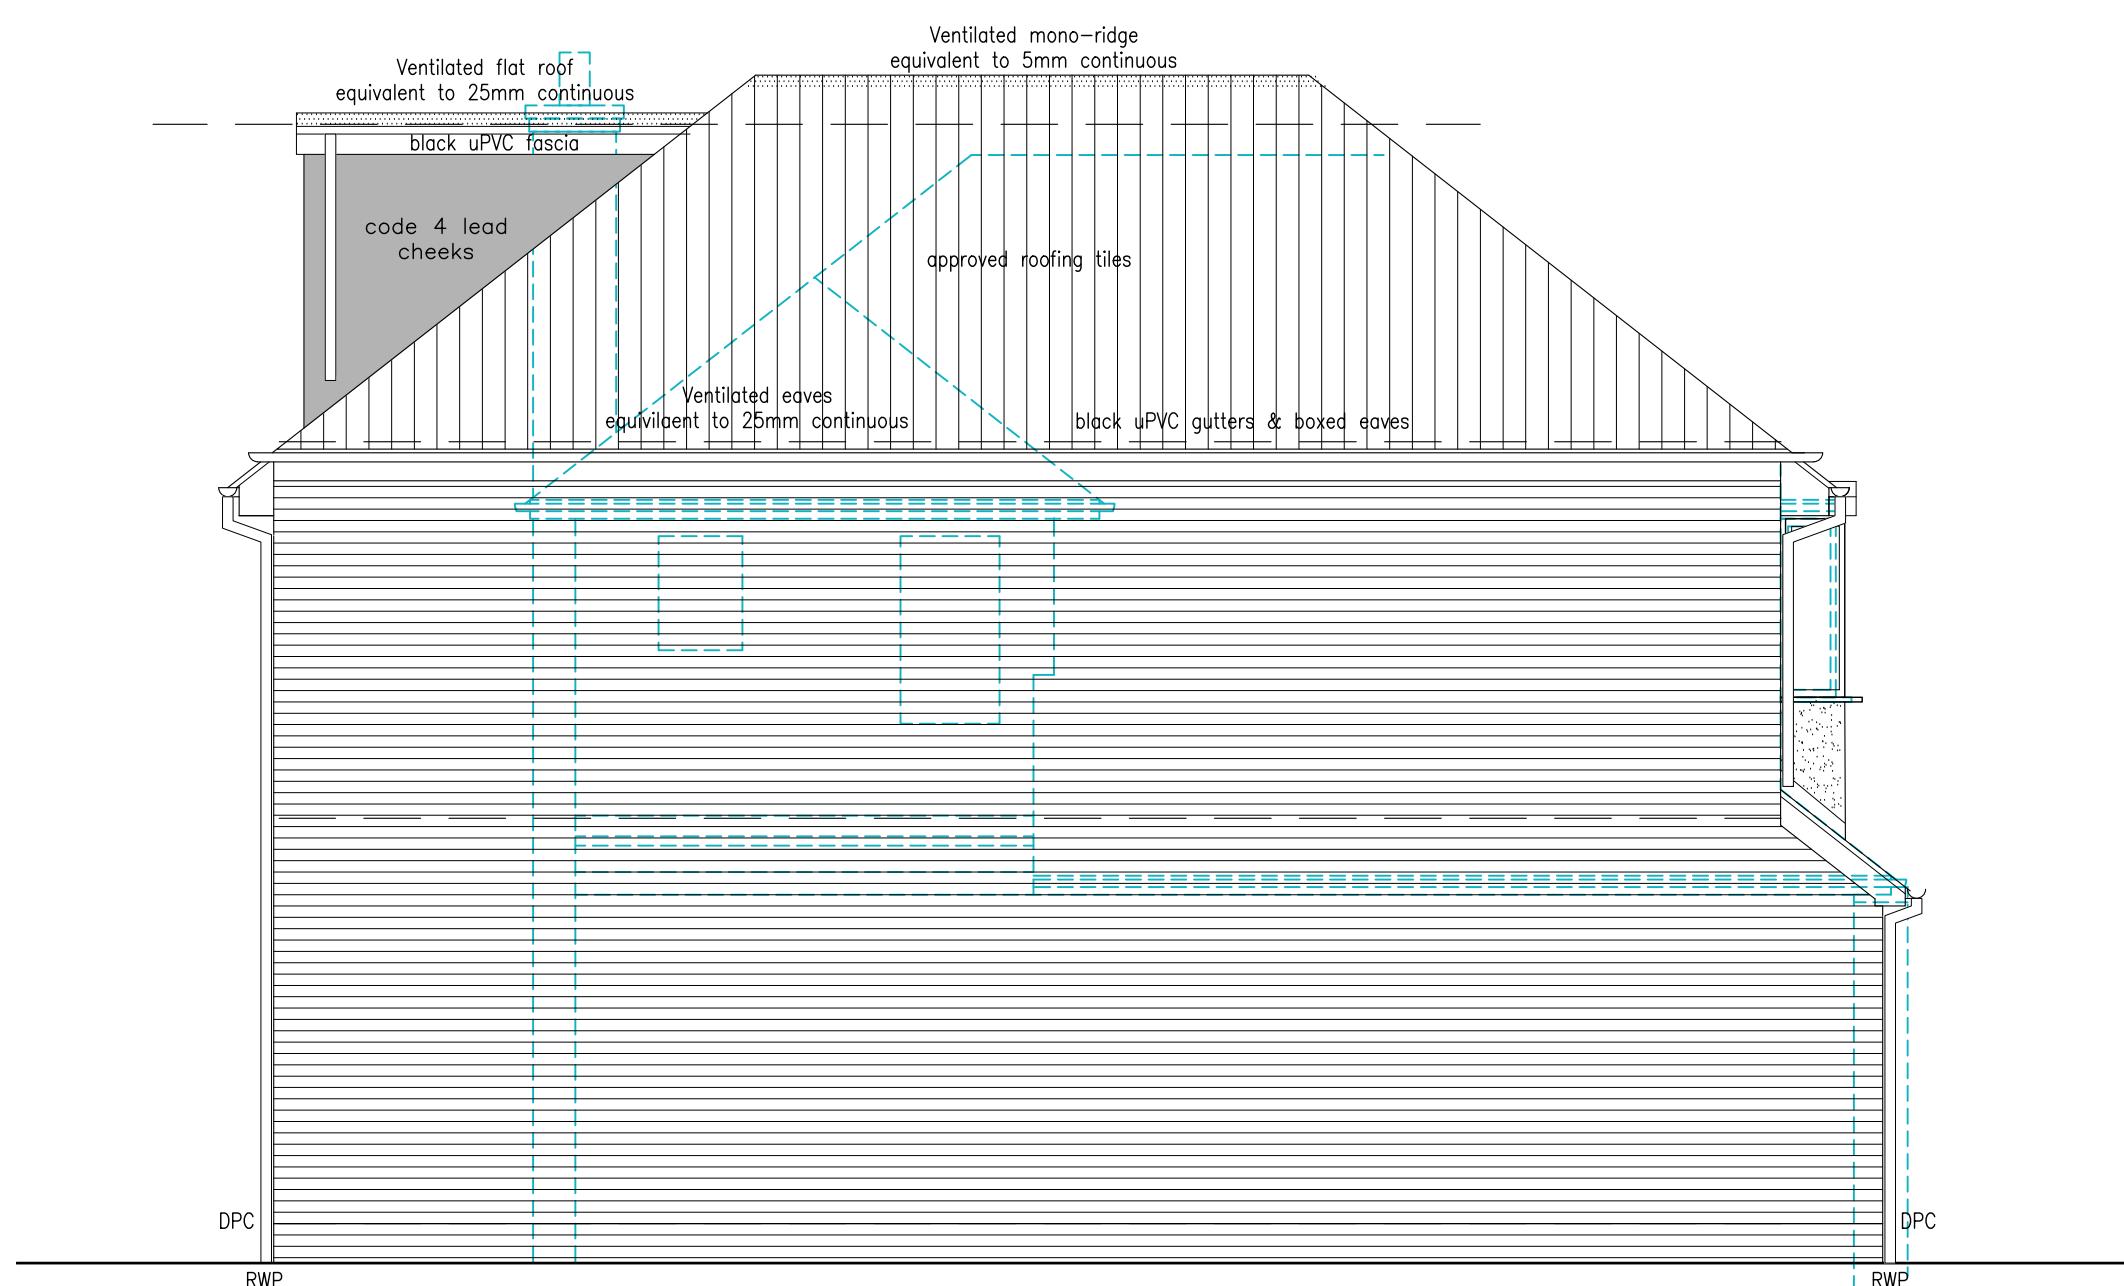 Ventilated mono-ridge
equivalent to 5mm continuous
Ventilated flat roof
equivalent to 25mm continuous
black uPVC fascia
code 4 lead
cheeks
approved roofing tiles
Ventilated eaves
equivilaent to 25mm continuous
black uPVC gutters & boxed eaves
DPC
DPC
RWP
RWP